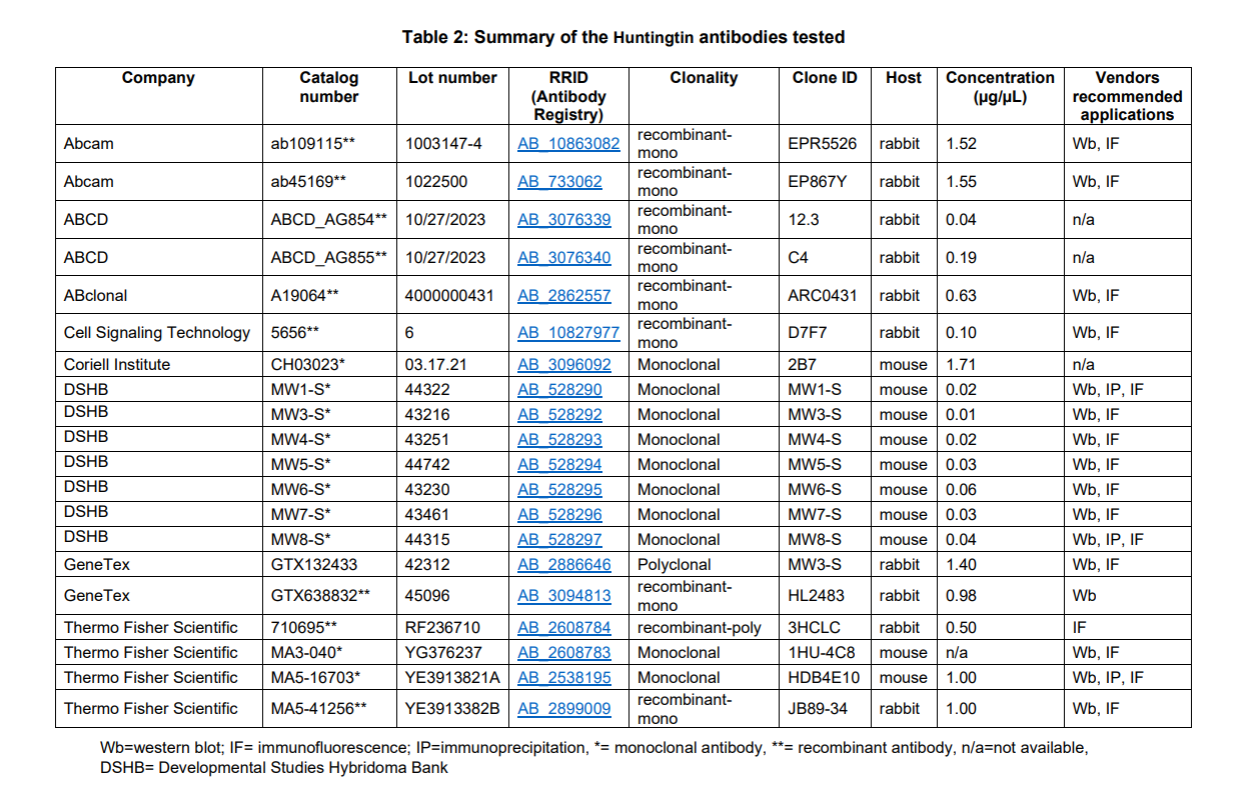 Table 2: Summary of the Huntingtin antibodies tested
Company Catalog number Lot number RRID (Antibody Registry) Clonality Clone ID Host Concentration (µg/µL) Vendors recommended applications
Abcam ab109115** 1003147-4 AB_10863082 recombinant-mono EPR5526 rabbit 1.52 Wb, IF
Abcam ab45169** 1022500 AB_733062 recombinant-mono EP867Y rabbit 1.55 Wb, IF
ABCD ABCD_AG854** 10/27/2023 AB_3076339 recombinant-mono 12.3 rabbit 0.04 n/a
ABCD ABCD_AG855** 10/27/2023 AB_3076340 recombinant-mono C4 rabbit 0.19 n/a
ABclonal A19064** 4000000431 AB_2862557 recombinant-mono ARC0431 rabbit 0.63 Wb, IF
Cell Signaling Technology 5656** 6 AB_10827977 recombinant-mono D7F7 rabbit 0.10 Wb, IF
Coriell Institute CH03023* 03.17.21 AB_3096092 Monoclonal 2B7 mouse 1.71 n/a
DSHB MW1-S* 44322 AB_528290 Monoclonal MW1-S mouse 0.02 Wb, IP, IF
DSHB MW3-S* 43216 AB_528292 Monoclonal MW3-S mouse 0.01 Wb, IF
DSHB MW4-S* 43251 AB_528293 Monoclonal MW4-S mouse 0.02 Wb, IF
DSHB MW5-S* 44742 AB_528294 Monoclonal MW5-S mouse 0.03 Wb, IF
DSHB MW6-S* 43230 AB_528295 Monoclonal MW6-S mouse 0.06 Wb, IF
DSHB MW7-S* 43461 AB_528296 Monoclonal MW7-S mouse 0.03 Wb, IF
DSHB MW8-S* 44315 AB_528297 Monoclonal MW8-S mouse 0.04 Wb, IP, IF
GeneTex GTX132433 42312 AB_2886646 Polyclonal MW3-S rabbit 1.40 Wb, IF
GeneTex GTX638832** 45096 AB_3094813 recombinant-mono HL2483 rabbit 0.98 Wb
Thermo Fisher Scientific 710695** RF236710 AB_2608784 recombinant-poly 3HCLC rabbit 0.50 IF
Thermo Fisher Scientific MA3-040* YG376237 AB_2608783 Monoclonal 1HU-4C8 mouse n/a Wb, IF
Thermo Fisher Scientific MA5-16703* YE3913821A AB_2538195 Monoclonal HDB4E10 mouse 1.00 Wb, IP, IF
Thermo Fisher Scientific MA5-41256** YE3913382B AB_2899009 recombinant-mono JB89-34 rabbit 1.00 Wb, IF
Wb=western blot; IF= immunofluorescence; IP=immunoprecipitation, *= monoclonal antibody, **= recombinant antibody, n/a=not available,
DSHB= Developmental Studies Hybridoma Bank